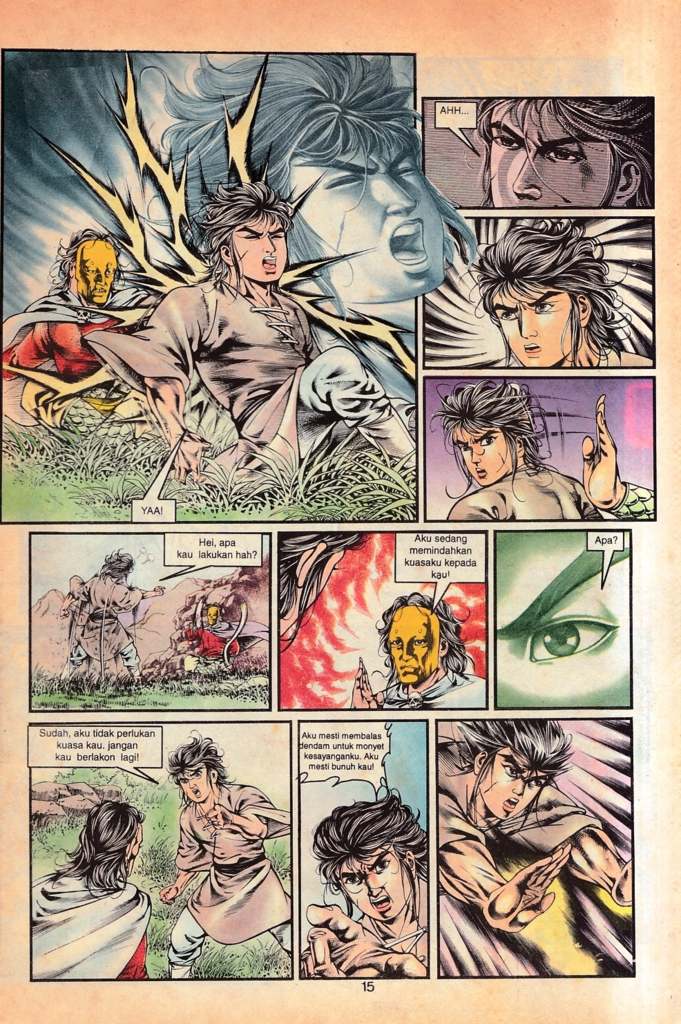 AHH...
YAA!
Hei, apa
kau lakukan hah?
Aku sedang
memindahkan
kuasaku kepada
kau!
Apa?
Sudah, aku tidak perlukan
kuasa kau. jangan
kau berlakon lagi!
Aku mesti membalas
dendam untuk monyet
kesayanganku. Aku
mesti bunuh kau!
15